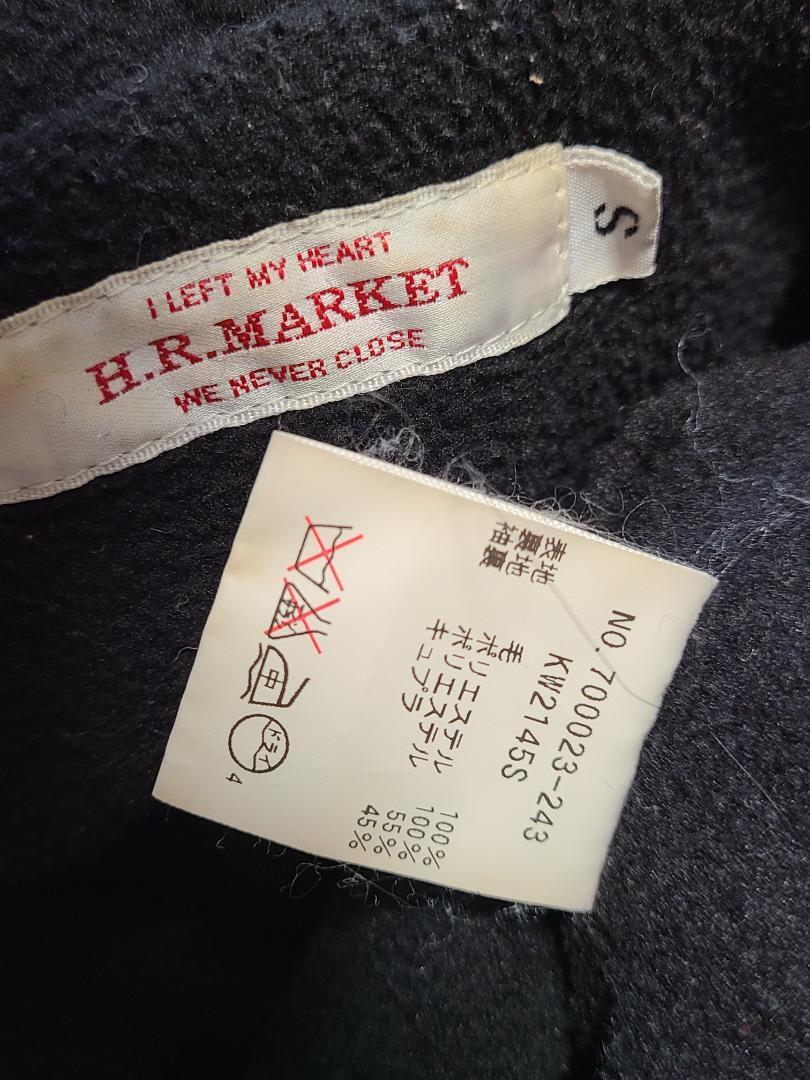 I LEFT MY HEART
H.R.MARKET
WE NEVER CLOSE
S
NO.700023-243
KW2145S
表地 毛 100%
裏地 ポリエステル 100%
袖裏 ポリエステル 55%
キュプラ 45%
中
ドライ
4